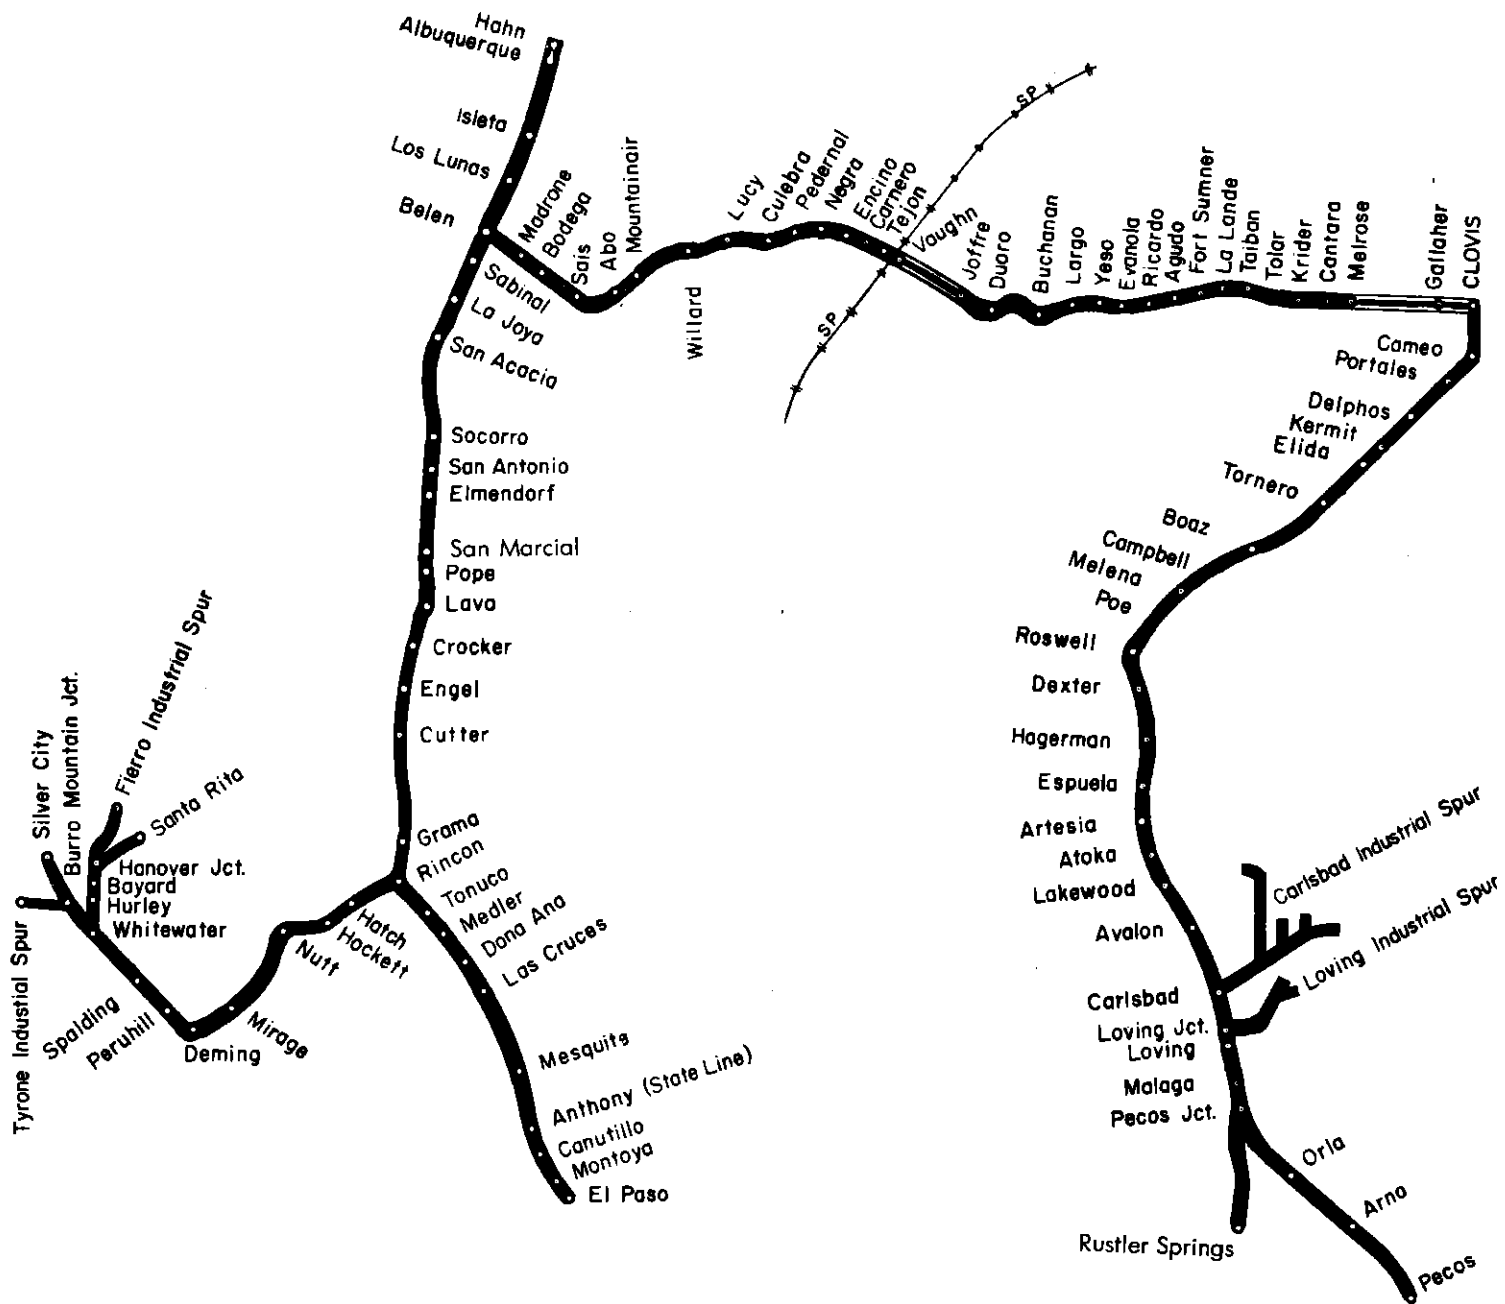 Hahn
Albuquerque
Isleta
Los Lunas
Belen
Madrone
Bodega
Sais
Abo
Mountainair
Willard
Lucy
Culebra
Pedernal
Negra
Encino
Carnero
Tejon
Vaughn
SP
SP
Joffre
Duoro
Buchanan
Largo
Yeso
Evanola
Ricardo
Agudo
Fort Sumner
La Lande
Taiban
Tolar
Krider
Cantara
Melrose
Gallaher
CLOVIS
Cameo
Portales
Delphos
Kermit
Elida
Tornero
Boaz
Campbell
Melena
Poe
Roswell
Dexter
Hagerman
Espuela
Artesia
Atoka
Lakewood
Avalon
Carlsbad Industrial Spur
Carlsbad
Loving Industrial Spur
Loving Jct.
Loving
Malaga
Pecos Jct.
Orla
Arno
Pecos
Rustler Springs
Sabinal
La Joya
San Acacia
Socorro
San Antonio
Elmendorf
San Marcial
Pope
Lava
Crocker
Engel
Cutter
Grama
Rincon
Tonuco
Medler
Dona Ana
Las Cruces
Mesquite
Anthony (State Line)
Canutillo
Montoya
El Paso
Hatch
Hockett
Nutt
Mirage
Deming
Peruhill
Spalding
Whitewater
Hurley
Bayard
Hanover Jct.
Santa Rita
Fierro Industrial Spur
Burro Mountain Jct.
Silver City
Tyrone Industial Spur